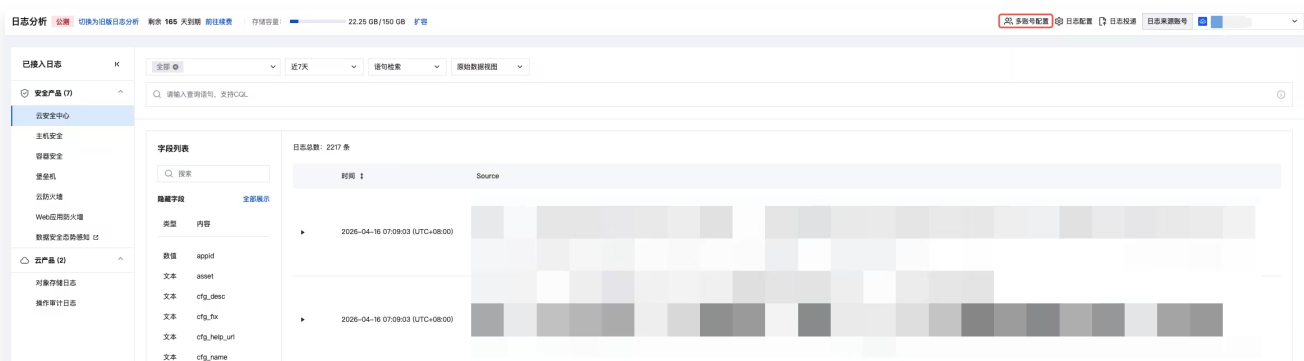 日志分析 公测 切换为旧版日志分析 剩余 165 天到期 前往续费 存储容量: 22.25 GB/150 GB 扩容 多账号配置 日志配置 日志投递 日志来源账号
已接入日志
全部 近7天 语句检索 原始数据视图
安全产品 (7)
请输入查询语句，支持CQL
云安全中心
主机安全
容器安全
堡垒机
云防火墙
Web应用防火墙
数据安全态势感知
云产品 (2)
对象存储日志
操作审计日志
字段列表
搜索
隐藏字段 全部展示
类型 内容
数值 appid
文本 asset
文本 cfg_desc
文本 cfg_fix
文本 cfg_help_url
文本 cfg_name
日志总数：2217 条
时间 Source
2026-04-16 07:09:03 (UTC+08:00)
2026-04-16 07:09:03 (UTC+08:00)